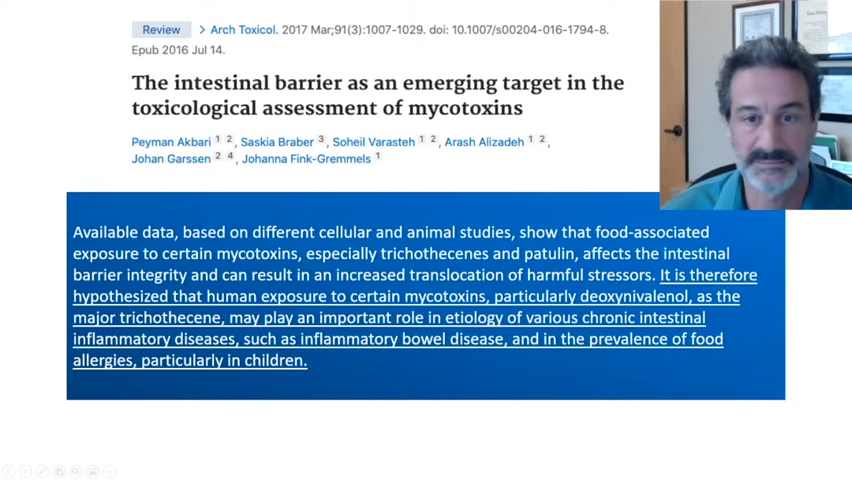 Review > Arch Toxicol. 2017 Mar;91(3):1007-1029. doi: 10.1007/s00204-016-1794-8.
Epub 2016 Jul 14.
The intestinal barrier as an emerging target in the
toxicological assessment of mycotoxins
Peyman Akbari 1 2, Saskia Braber 3, Soheil Varasteh 1 2, Arash Alizadeh 1 2,
Johan Garssen 2 4, Johanna Fink-Gremmels 1
Available data, based on different cellular and animal studies, show that food-associated
exposure to certain mycotoxins, especially trichothecenes and patulin, affects the intestinal
barrier integrity and can result in an increased translocation of harmful stressors. It is therefore
hypothesized that human exposure to certain mycotoxins, particularly deoxynivalenol, as the
major trichothecene, may play an important role in etiology of various chronic intestinal
inflammatory diseases, such as inflammatory bowel disease, and in the prevalence of food
allergies, particularly in children.